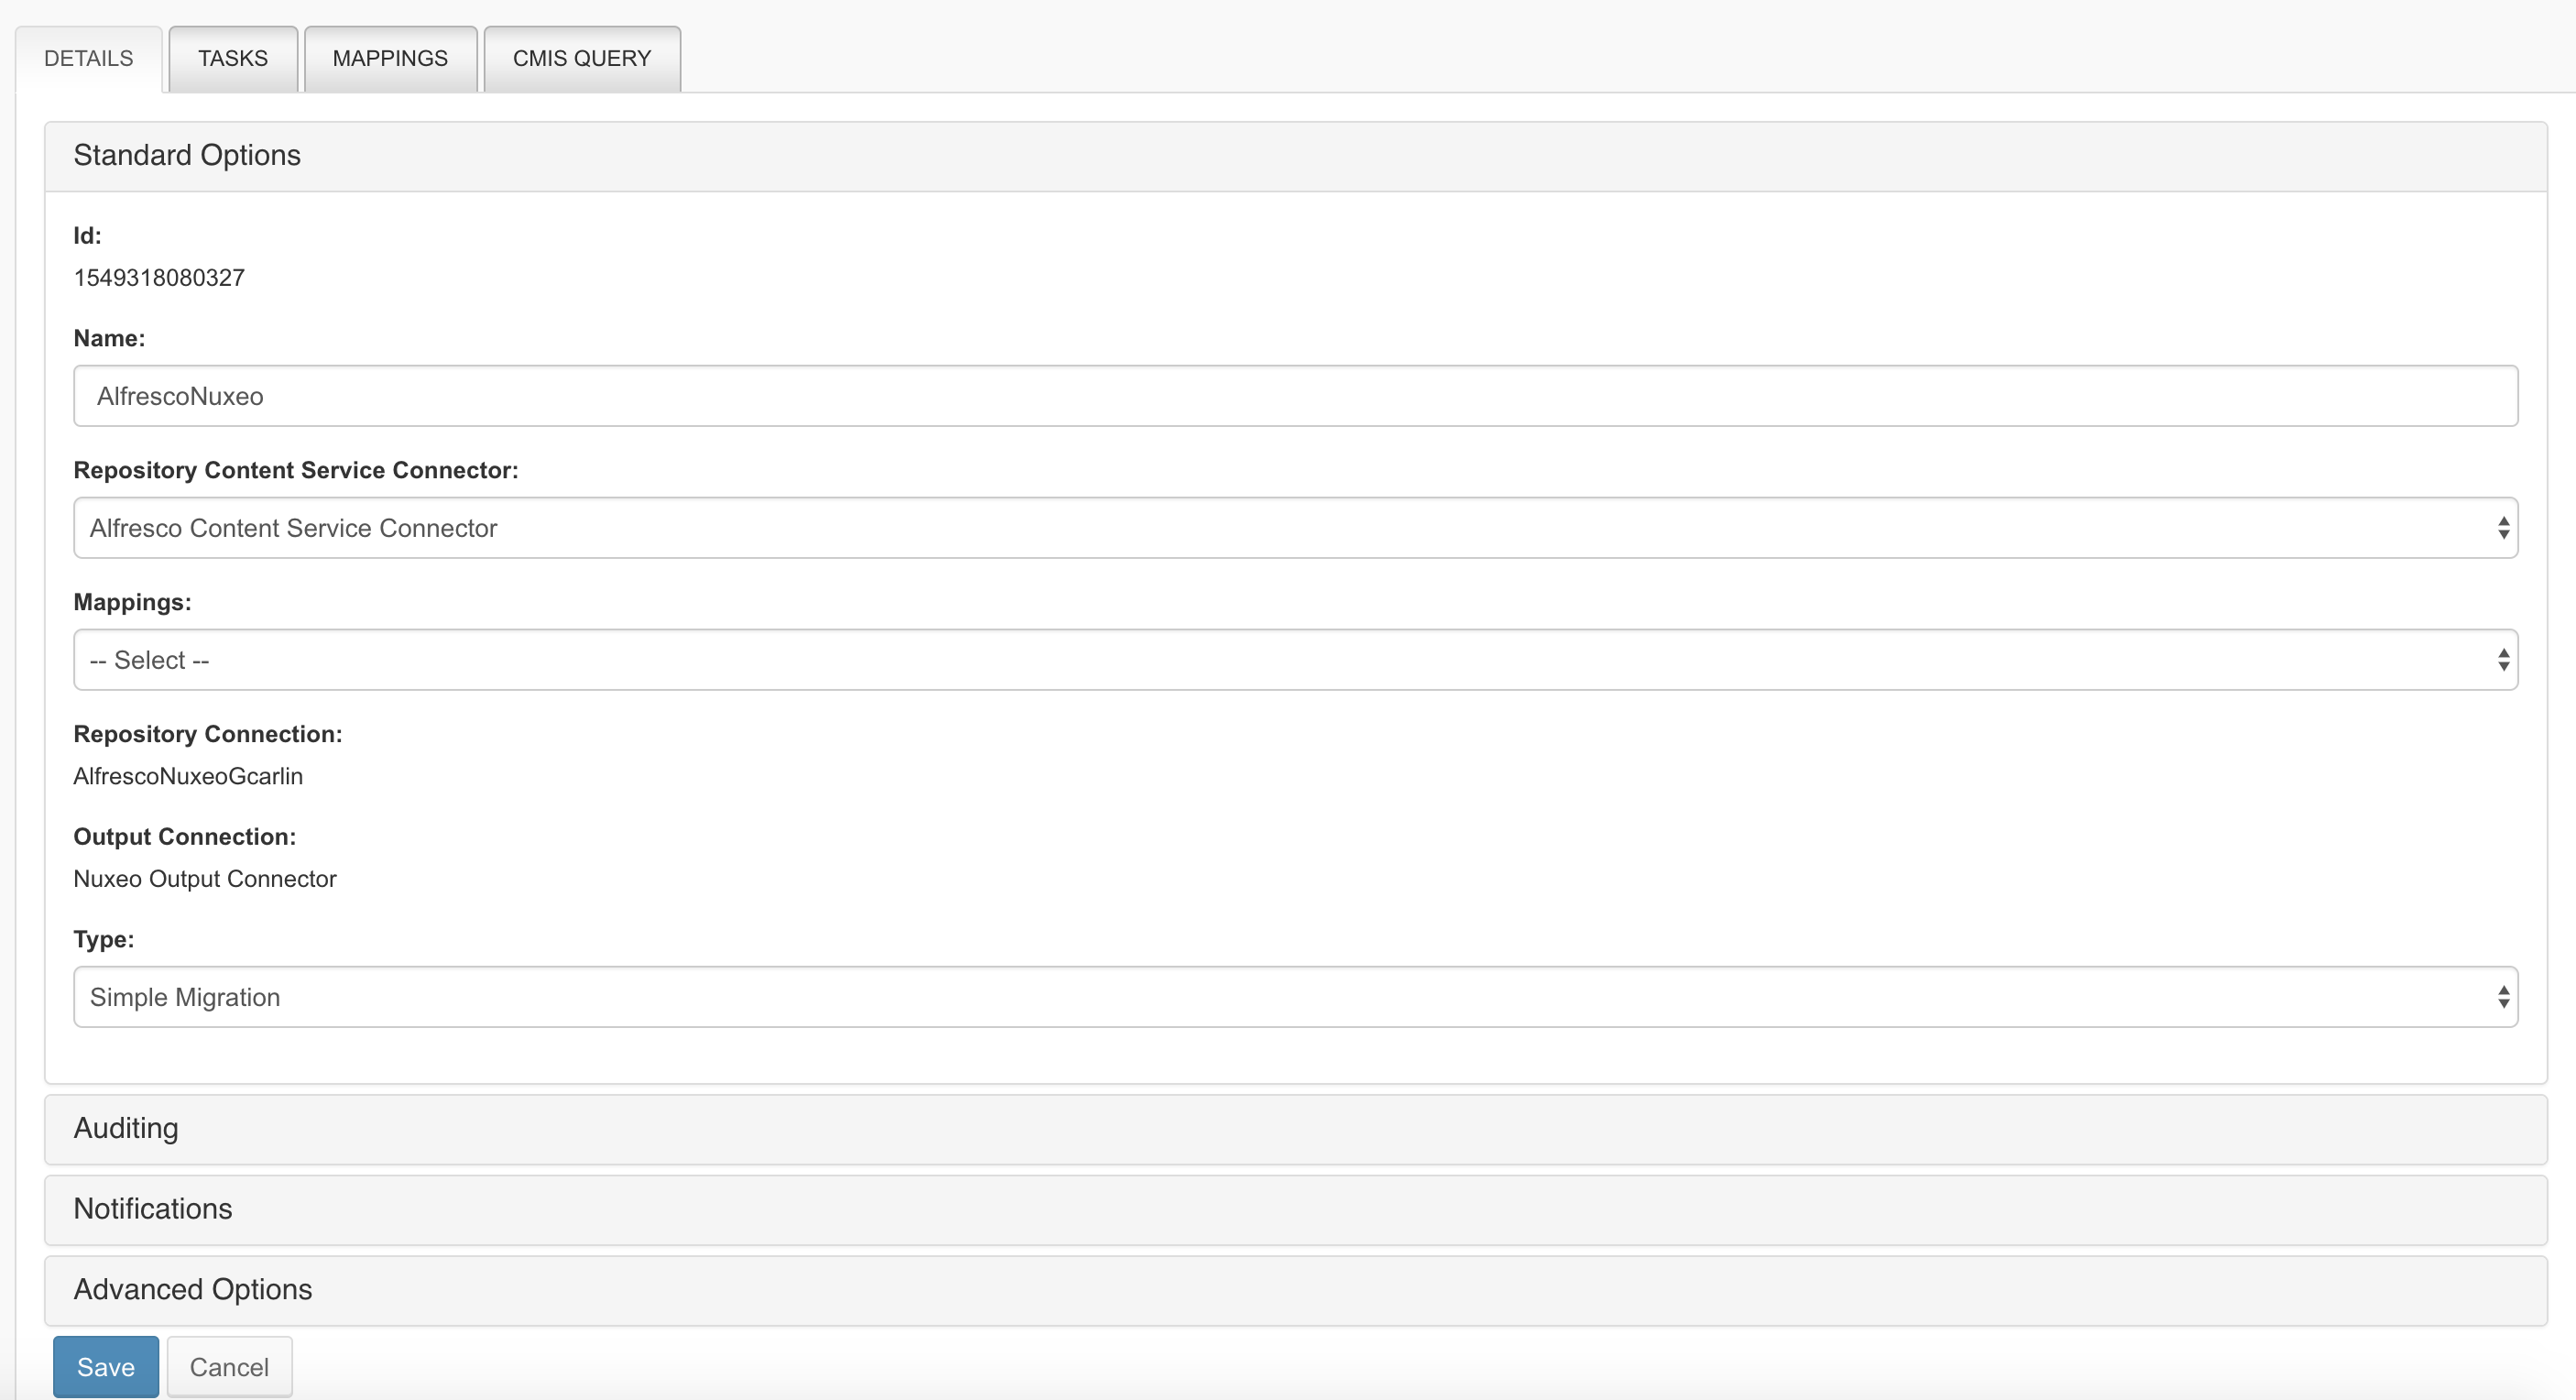 DETAILS TASKS MAPPINGS CMIS QUERY
Standard Options
Id:
1549318080327
Name:
AlfrescoNuxeo
Repository Content Service Connector:
Alfresco Content Service Connector
Mappings:
-- Select --
Repository Connection:
AlfrescoNuxeoGcarlin
Output Connection:
Nuxeo Output Connector
Type:
Simple Migration
Auditing
Notifications
Advanced Options
Save Cancel